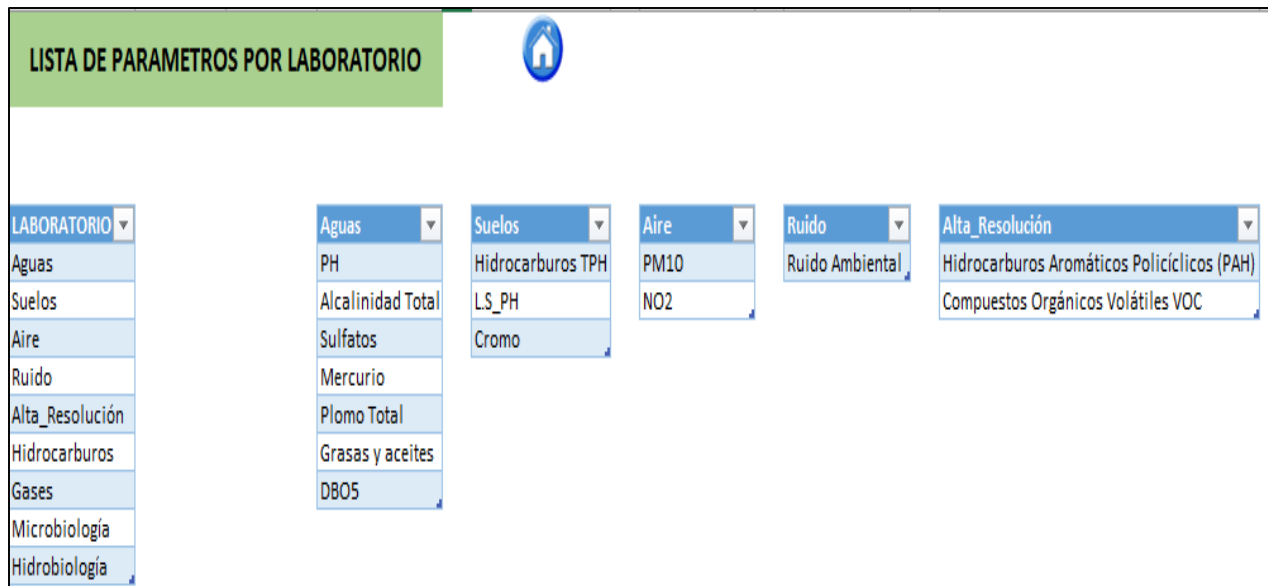 LISTA DE PARAMETROS POR LABORATORIO
LABORATORIO
Aguas
Suelos
Aire
Ruido
Alta_Resolución
Hidrocarburos
Gases
Microbiología
Hidrobiología
Aguas
PH
Alcalinidad Total
Sulfatos
Mercurio
Plomo Total
Grasas y aceites
DBO5
Suelos
Hidrocarburos TPH
L.S_PH
Cromo
Aire
PM10
NO2
Ruido
Ruido Ambiental
Alta_Resolución
Hidrocarburos Aromáticos Policíclicos (PAH)
Compuestos Orgánicos Volátiles VOC